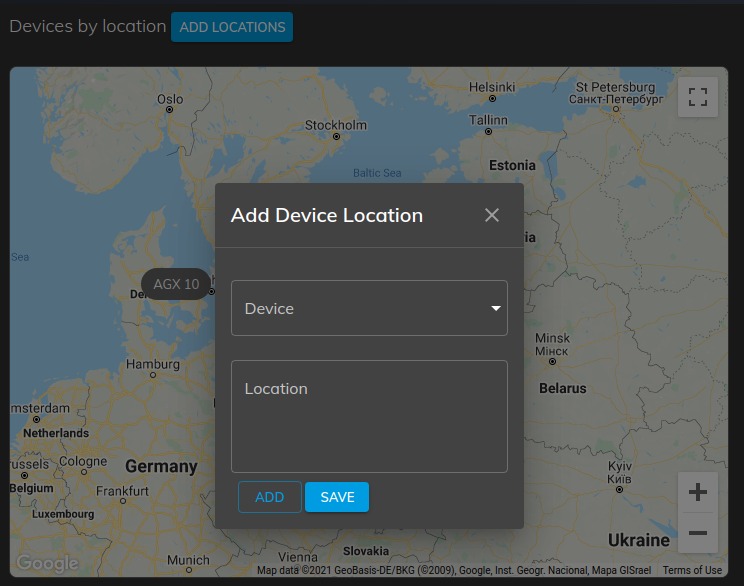 Devices by location ADD LOCATIONS
Oslo
Helsinki
St Petersburg
Санкт-Петербург
Stockholm
Tallinn
Baltic Sea
Estonia
Add Device Location
ia
Sea
AGX 10
De
Device
Minsk
Мінск
Hamburg
Belarus
Location
msterdam
Netherlands
russels
Cologne
Germany
Kyiv
Київ
Belgium
Frankfurt
ADD SAVE
Luxembourg
Ukraine
Slovakia
Vienna
Munich
Google
Map data ©2021 GeoBasis-DE/BKG (©2009), Google, Inst. Geogr. Nacional, Mapa GISrael Terms of Use